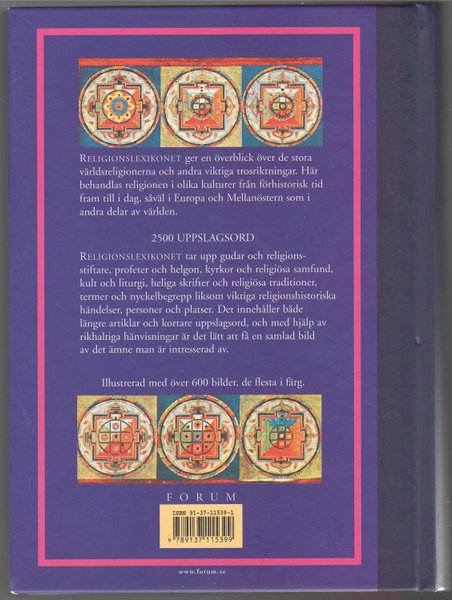 RELIGIONSLEXIKONET ger en överblick över de stora
världsreligionerna och andra viktiga trosriktningar. Här
behandlas religionen i olika kulturer från förhistorisk tid
fram till i dag, såväl i Europa och Mellanöstern som i
andra delar av världen.
2500 UPPSLAGSORD
RELIGIONSLEXIKONET tar upp gudar och religions-
stiftare, profeter och helgon, kyrkor och religiösa samfund,
kult och liturgi, heliga skrifter och religiösa traditioner,
termer och nyckelbegrepp liksom viktiga religionshistoriska
händelser, personer och platser. Det innehåller både
längre artiklar och kortare uppslagsord, och med hjälp av
rikhaltiga hänvisningar är det lätt att få en samlad bild
av det ämne man är intresserad av.
Illustrerad med över 600 bilder, de flesta i färg.
FORUM
ISBN 91-37-11539-1
9 789137 115399
www.forum.se